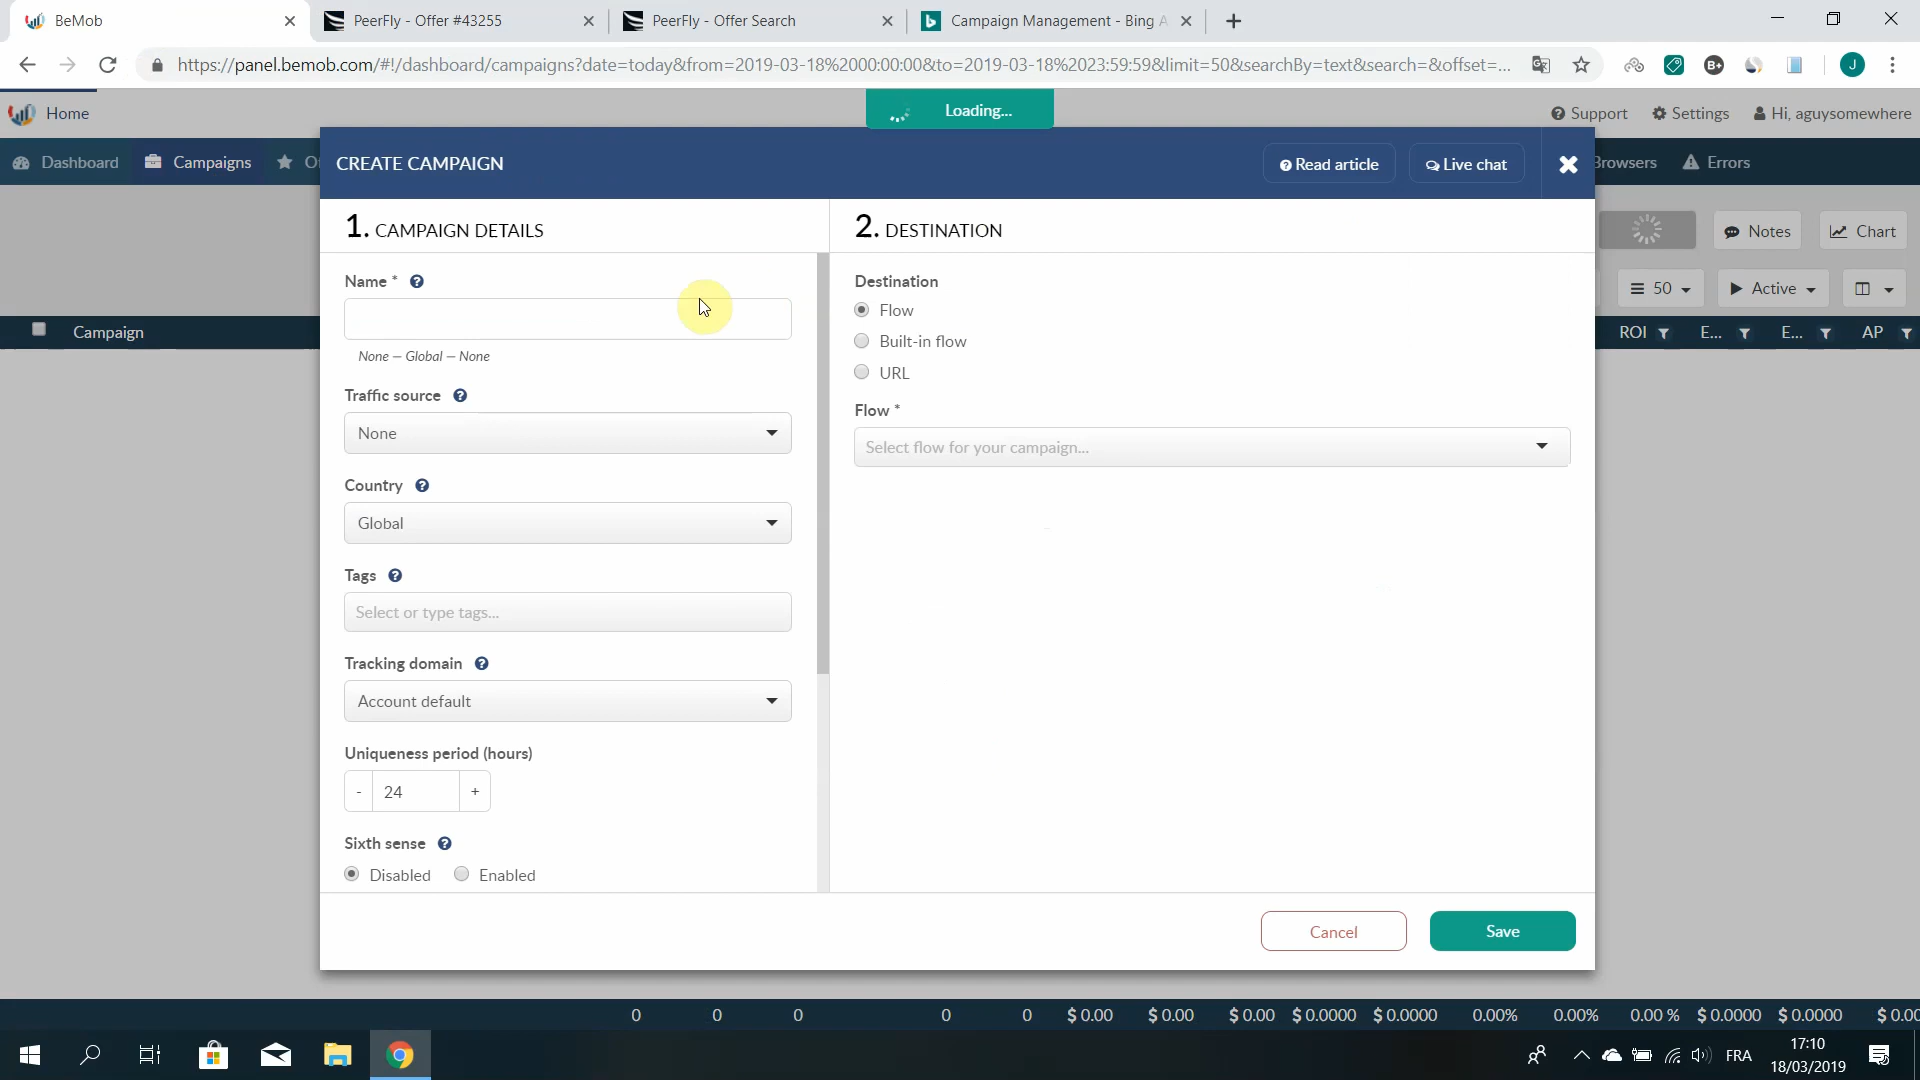 BeMob
PeerFly - Offer #43255
PeerFly - Offer Search
Campaign Management - Bing A
https://panel.bemob.com/#!/dashboard/campaigns?date=today&from=2019-03-18%2000:00:00&to=2019-03-18%2023:59:59&limit=50&searchBy=text&search=&offset=...
B+
J
Home
Loading...
Support
Settings
Hi, aguysomewhere
Dashboard
Campaigns
CREATE CAMPAIGN
Read article
Live chat
Browsers
Errors
1. CAMPAIGN DETAILS
2. DESTINATION
Notes
Chart
Name *
Destination
50
Active
Flow
Campaign
Built-in flow
ROI
E...
E...
AP
None – Global – None
URL
Traffic source
Flow *
None
Select flow for your campaign...
Country
Global
Tags
Select or type tags...
Tracking domain
Account default
Uniqueness period (hours)
- 24 +
Sixth sense
Disabled
Enabled
Cancel
Save
0 0 0 0 0 $ 0.00 $ 0.00 $ 0.00 $ 0.0000 $ 0.0000 0.00% 0.00% 0.00 % $ 0.0000 $ 0.0000 $ 0.0
FRA
17:10
18/03/2019